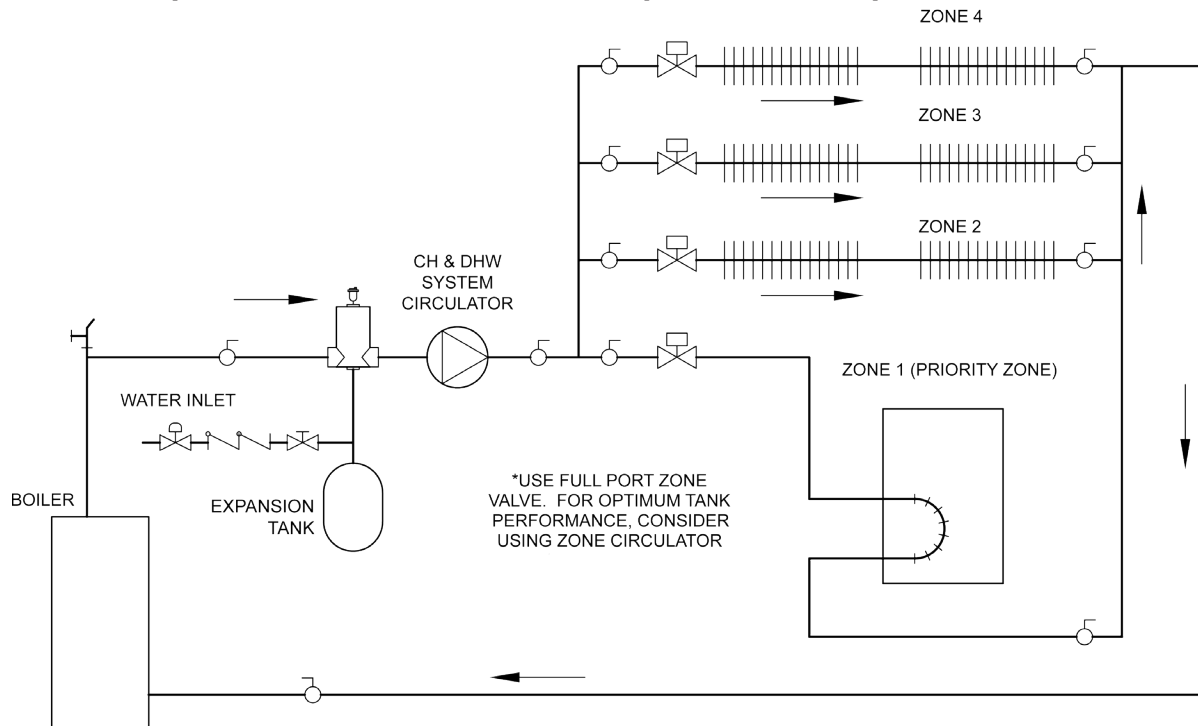 ZONE 4
ZONE 3
ZONE 2
CH & DHW
SYSTEM
CIRCULATOR
ZONE 1 (PRIORITY ZONE)
WATER INLET
*USE FULL PORT ZONE
VALVE. FOR OPTIMUM TANK
PERFORMANCE, CONSIDER
USING ZONE CIRCULATOR
BOILER
EXPANSION
TANK